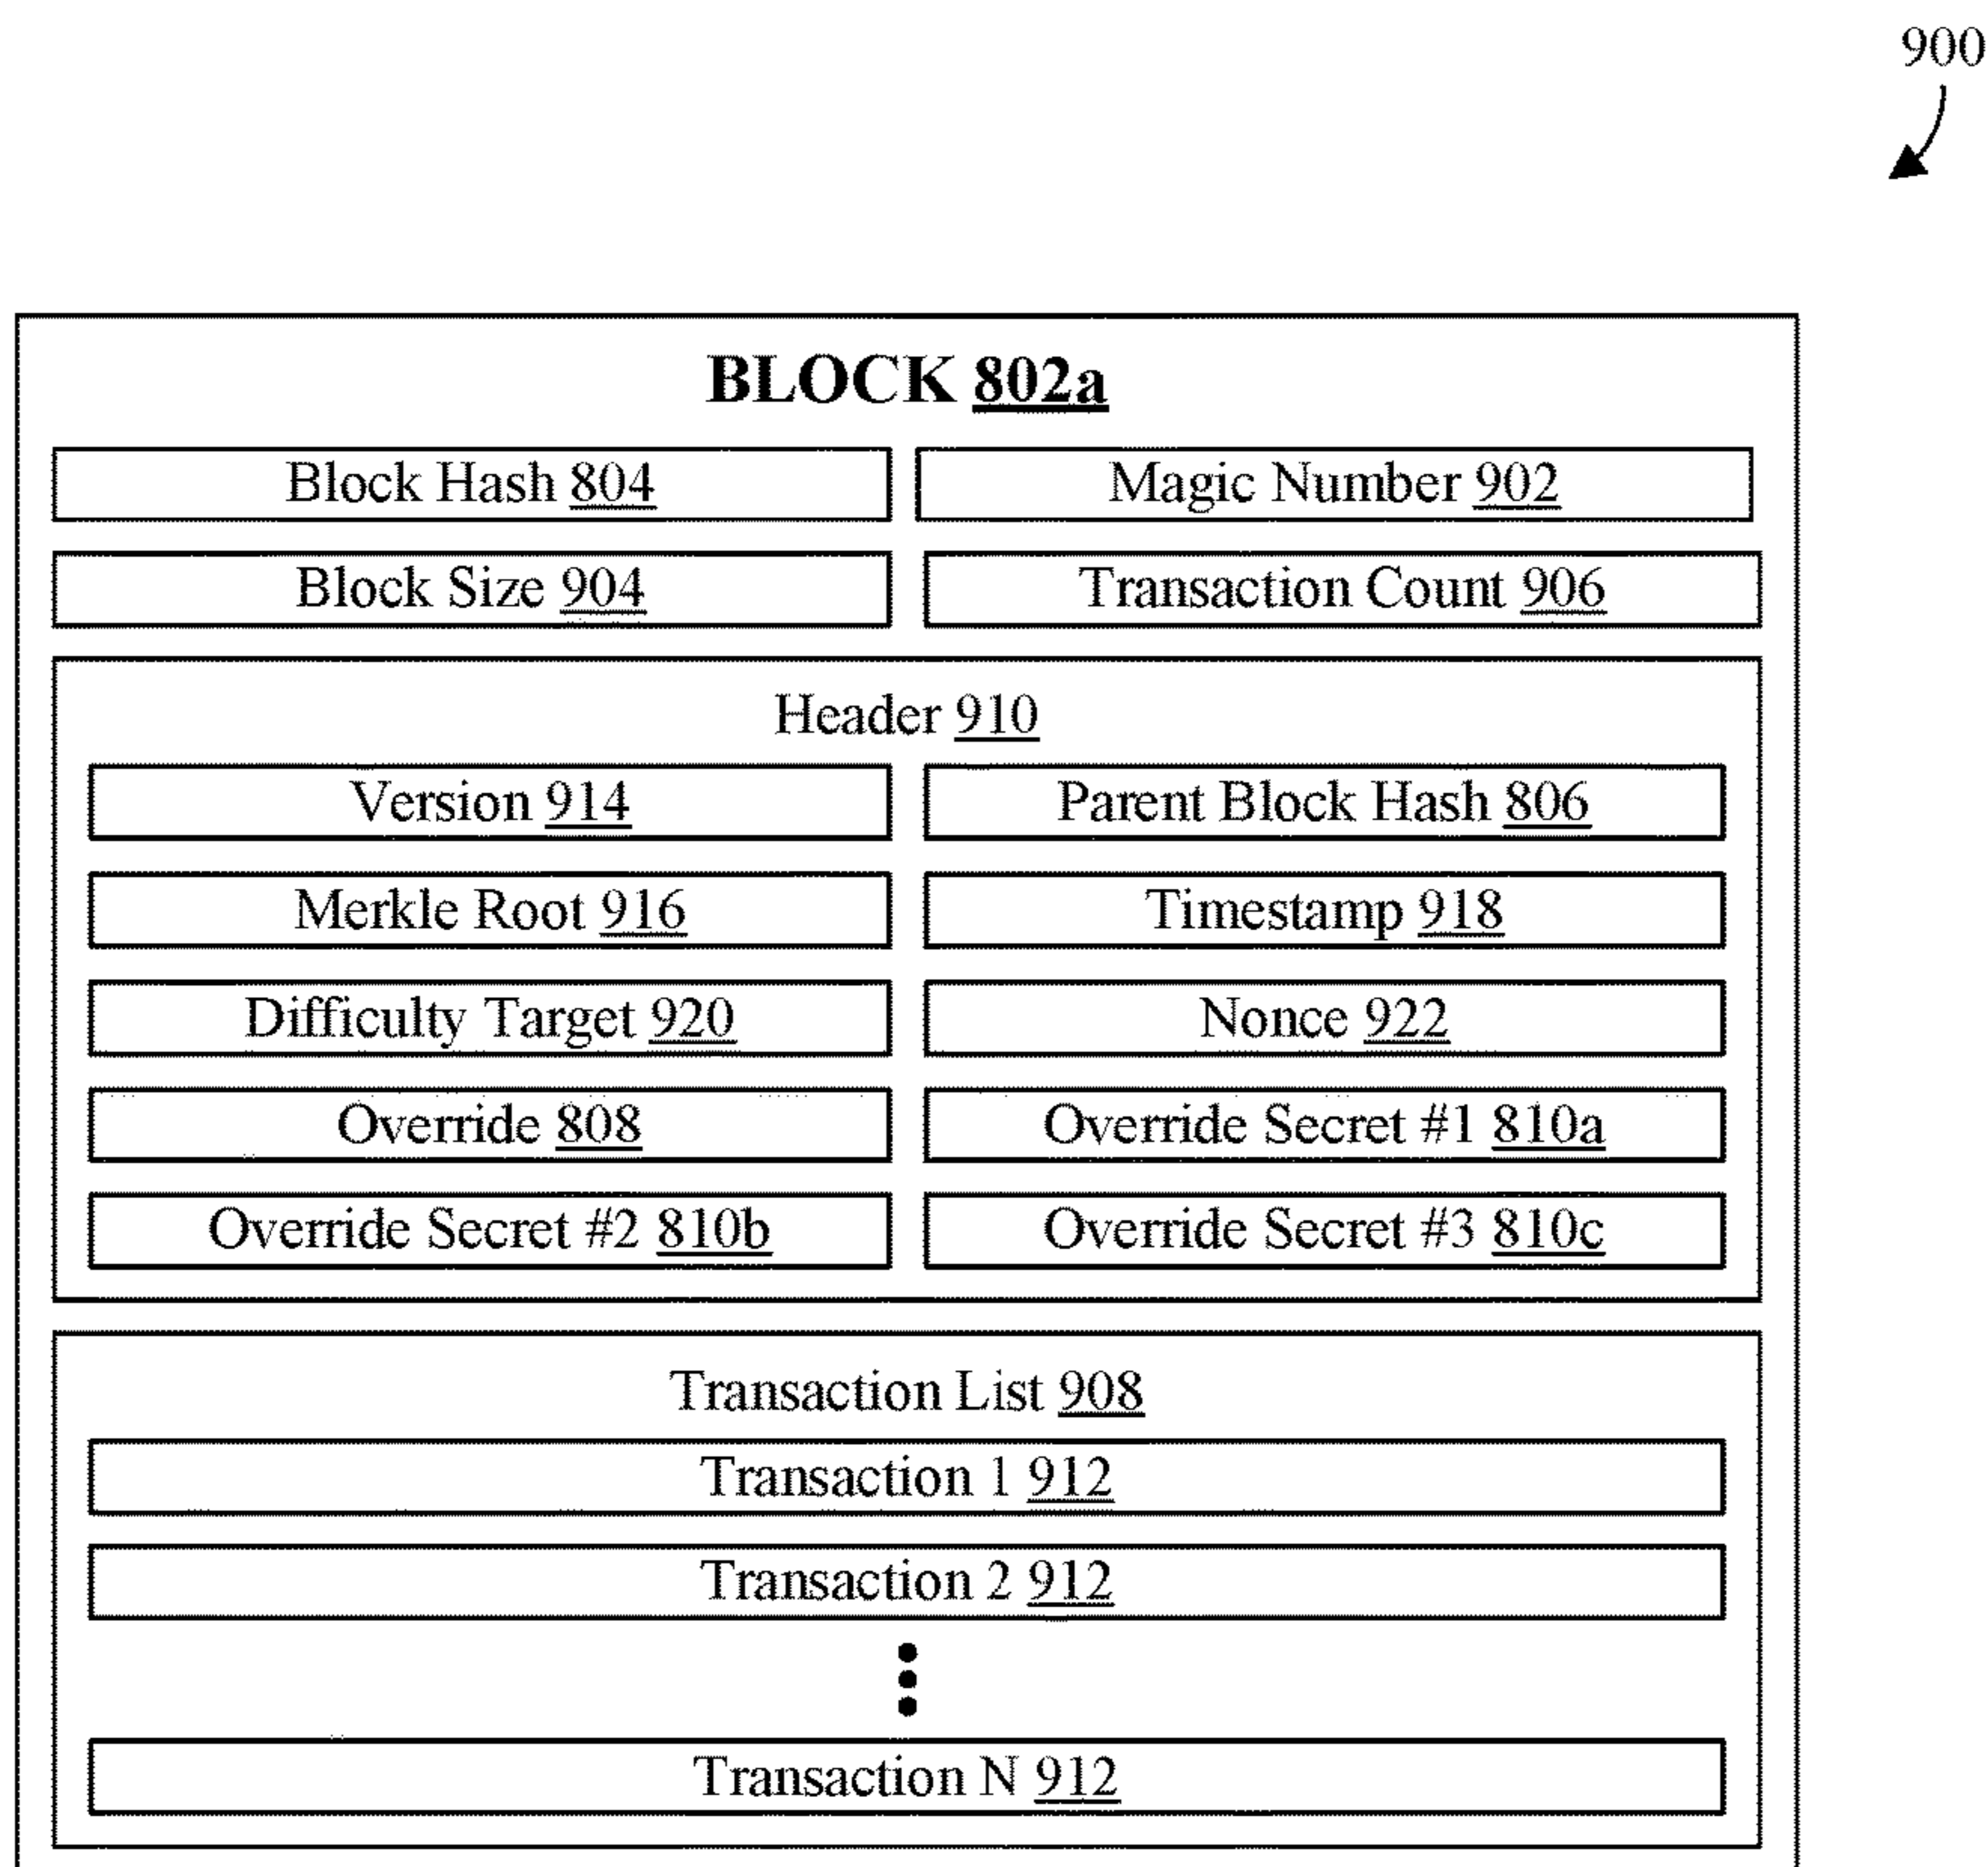 900
BLOCK 802a
Block Hash 804
Magic Number 902
Block Size 904
Transaction Count 906
Header 910
Version 914
Parent Block Hash 806
Merkle Root 916
Timestamp 918
Difficulty Target 920
Nonce 922
Override 808
Override Secret #1 810a
Override Secret #2 810b
Override Secret #3 810c
Transaction List 908
Transaction 1 912
Transaction 2 912
Transaction N 912